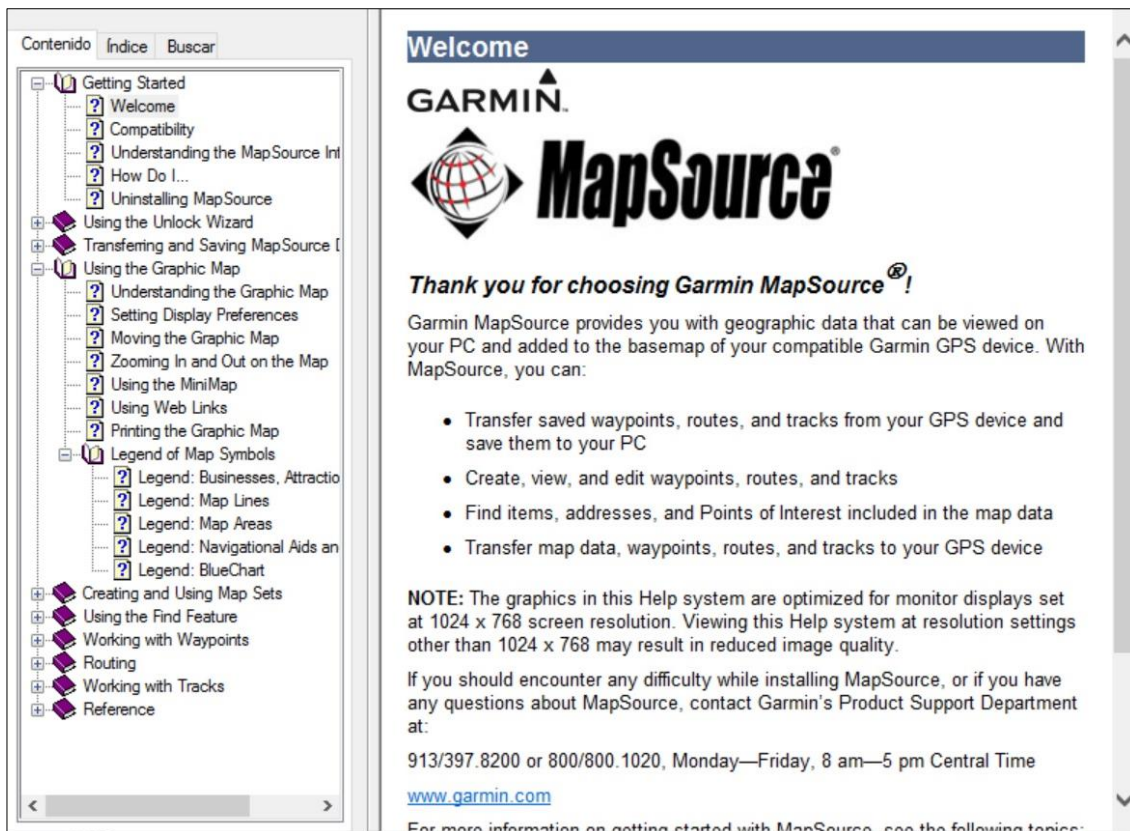 Contenido Índice Buscar
Getting Started
Welcome
Compatibility
Understanding the MapSource Int
How Do I...
Uninstalling MapSource
Using the Unlock Wizard
Transferring and Saving MapSource D
Using the Graphic Map
Understanding the Graphic Map
Setting Display Preferences
Moving the Graphic Map
Zooming In and Out on the Map
Using the MiniMap
Using Web Links
Printing the Graphic Map
Legend of Map Symbols
Legend: Businesses, Attractio
Legend: Map Lines
Legend: Map Areas
Legend: Navigational Aids an
Legend: BlueChart
Creating and Using Map Sets
Using the Find Feature
Working with Waypoints
Routing
Working with Tracks
Reference
Welcome
GARMIN™
MapSource®
Thank you for choosing Garmin MapSource®!
Garmin MapSource provides you with geographic data that can be viewed on
your PC and added to the basemap of your compatible Garmin GPS device. With
MapSource, you can:
• Transfer saved waypoints, routes, and tracks from your GPS device and
save them to your PC
• Create, view, and edit waypoints, routes, and tracks
• Find items, addresses, and Points of Interest included in the map data
• Transfer map data, waypoints, routes, and tracks to your GPS device
NOTE: The graphics in this Help system are optimized for monitor displays set
at 1024 x 768 screen resolution. Viewing this Help system at resolution settings
other than 1024 x 768 may result in reduced image quality.
If you should encounter any difficulty while installing MapSource, or if you have
any questions about MapSource, contact Garmin's Product Support Department
at:
913/397.8200 or 800/800.1020, Monday—Friday, 8 am—5 pm Central Time
www.garmin.com
For more information on getting started with MapSource, see the following topics: